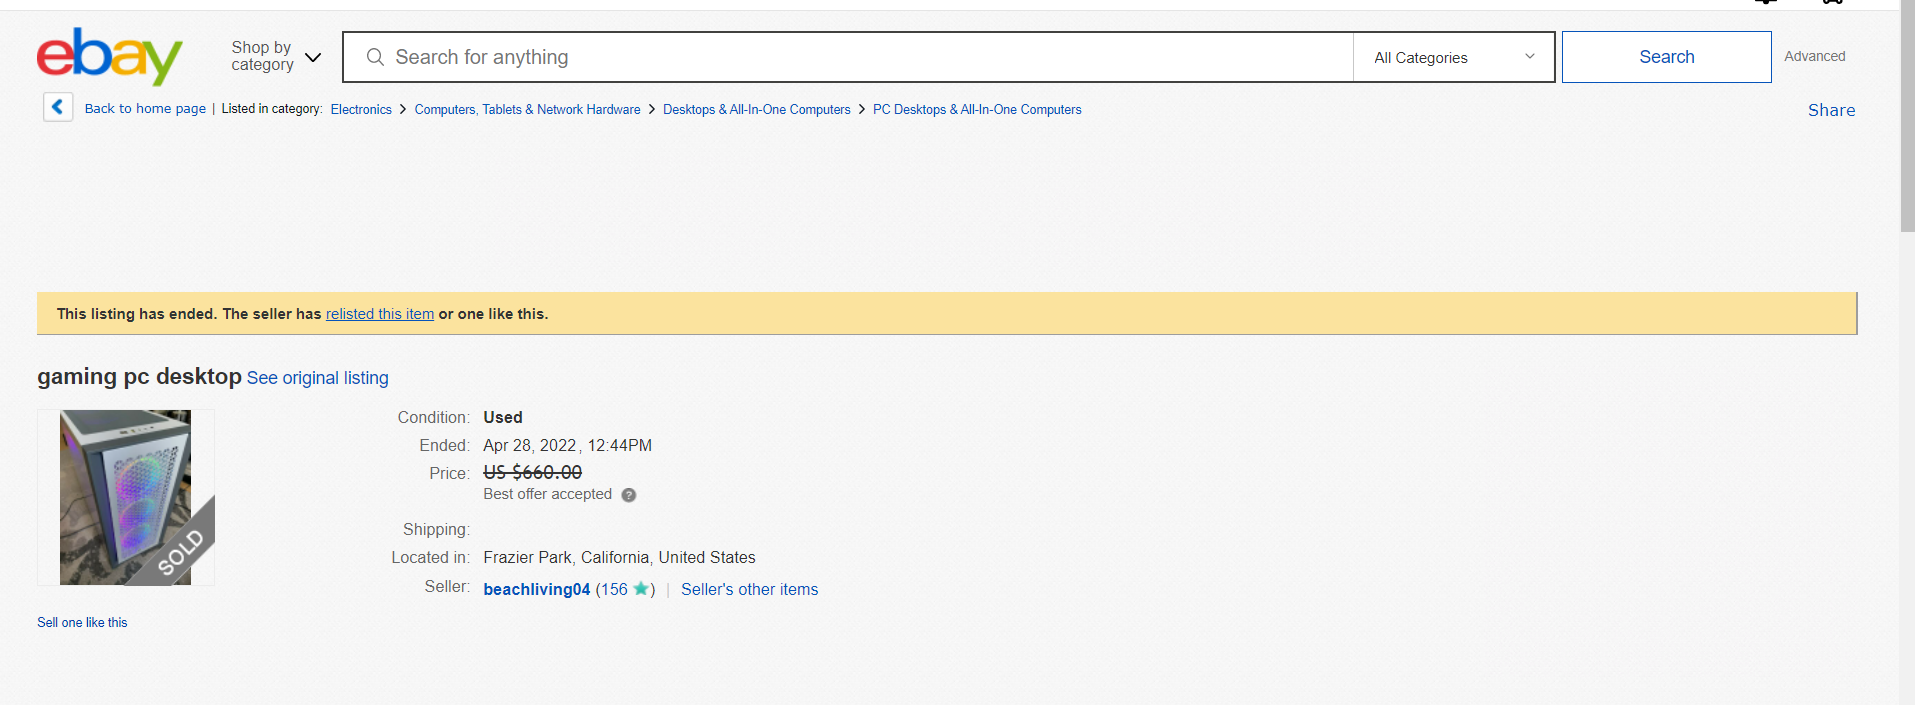 ebay
Shop by
category
Search for anything
All Categories
Search
Advanced
Back to home page | Listed in category: Electronics > Computers, Tablets & Network Hardware > Desktops & All-In-One Computers > PC Desktops & All-In-One Computers
Share
This listing has ended. The seller has relisted this item or one like this.
gaming pc desktop See original listing
SOLD
Condition: Used
Ended: Apr 28, 2022 , 12:44PM
Price: US $660.00
Best offer accepted ?
Shipping:
Located in: Frazier Park, California, United States
Seller: beachliving04 (156 ★) | Seller's other items
Sell one like this